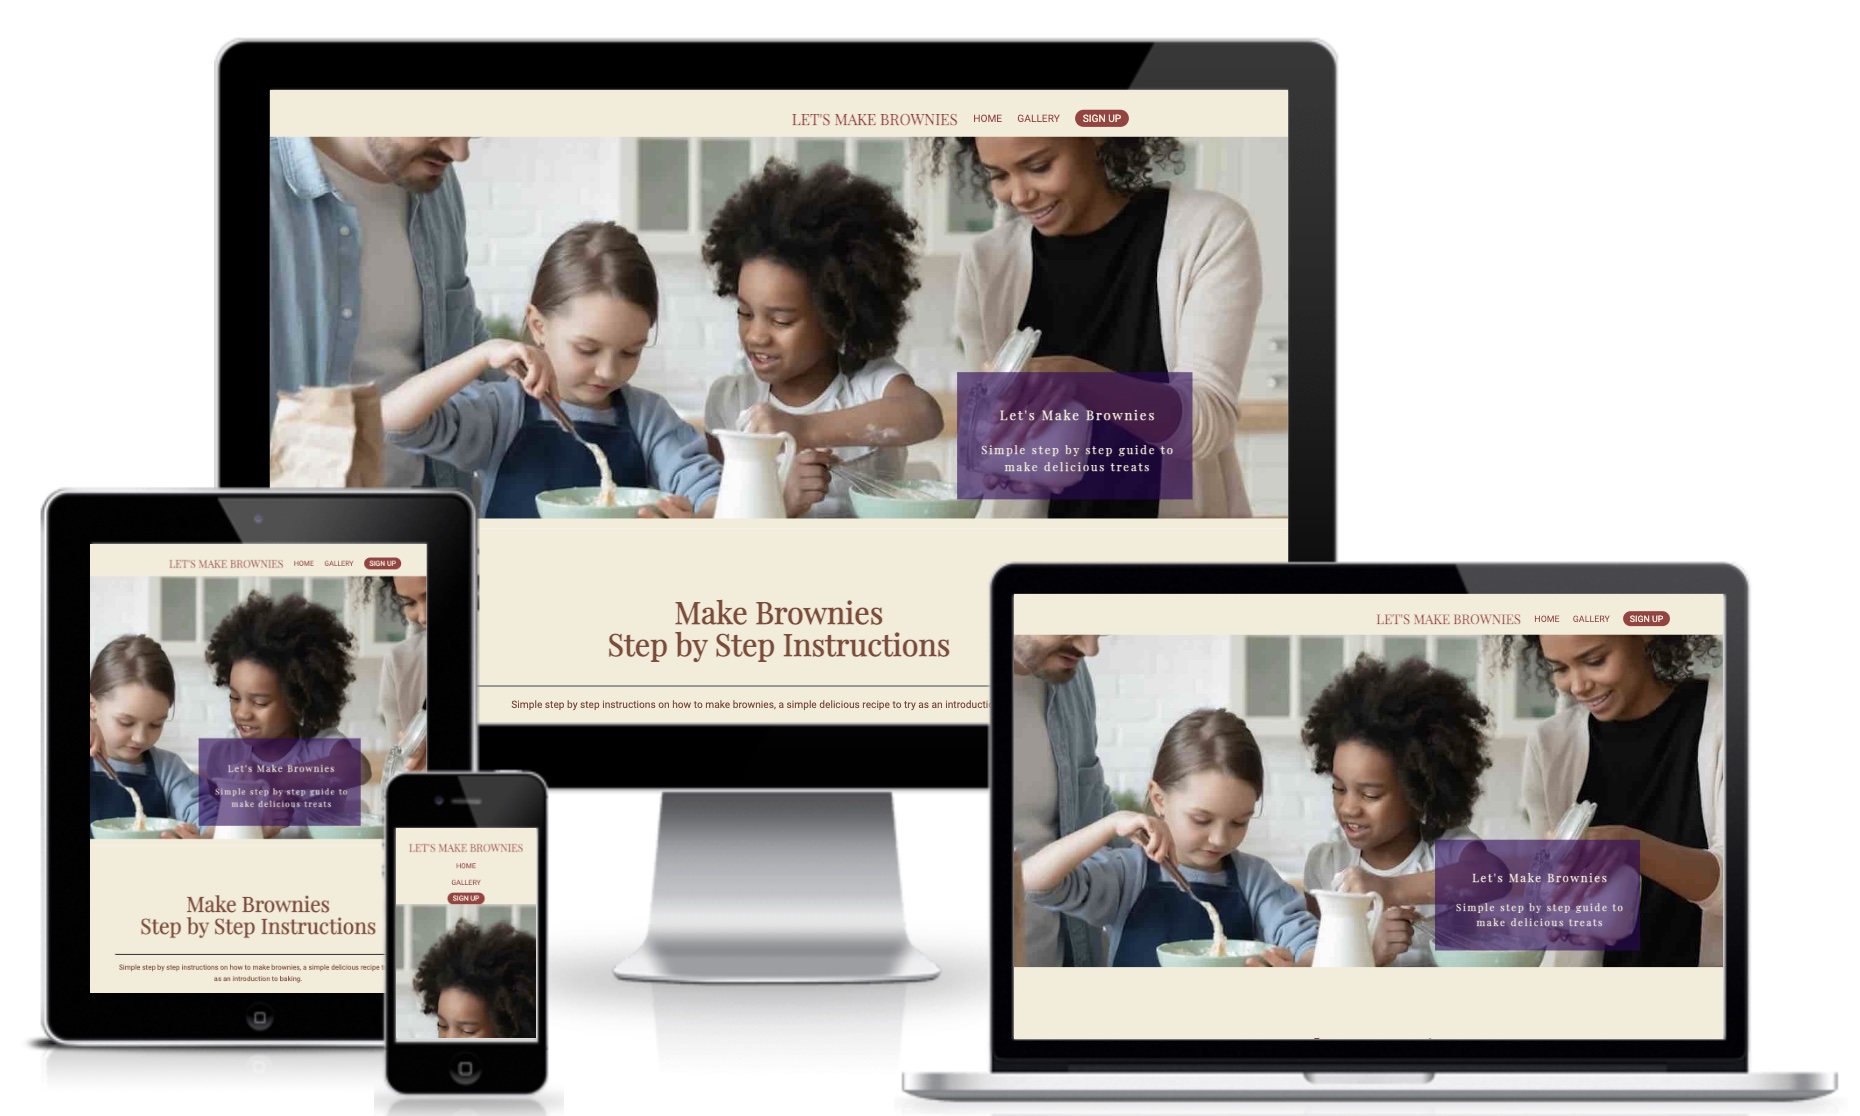 LET'S MAKE BROWNIES HOME GALLERY SIGN UP
Let's Make Brownies
Simple step by step guide to
make delicious treats
Make Brownies
Step by Step Instructions
Simple step by step instructions on how to make brownies, a simple delicious recipe to try as an
LET'S MAKE BROWNIES HOME GALLERY SIGN UP
Let's Make Brownies
Simple step by step guide to
make delicious treats
Make Brownies
Step by Step Instructions
Simple step by step instructions on how to make brownies, a simple delicious recipe
as an introduction to baking.
LET'S MAKE BROWNIES
HOME
GALLERY
SIGN UP
LET'S MAKE BROWNIES HOME GALLERY SIGN UP
Let's Make Brownies
Simple step by step guide to
make delicious treats